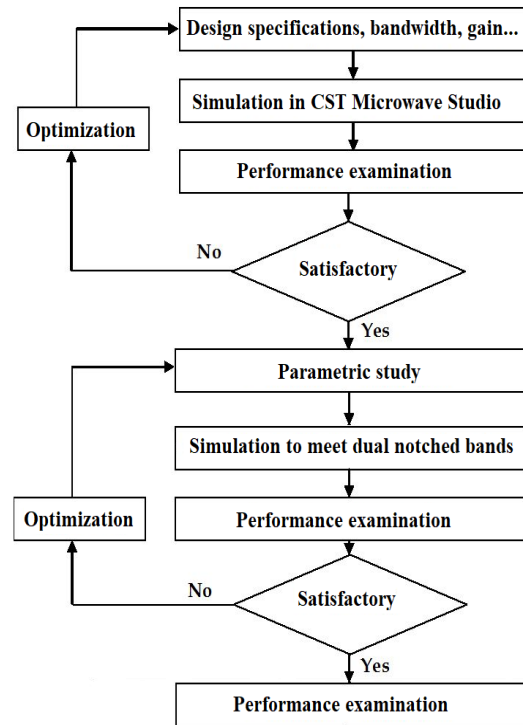 Design specifications, bandwidth, gain...
Simulation in CST Microwave Studio
Optimization
Performance examination
No
Satisfactory
Yes
Parametric study
Simulation to meet dual notched bands
Optimization
Performance examination
No
Satisfactory
Yes
Performance examination